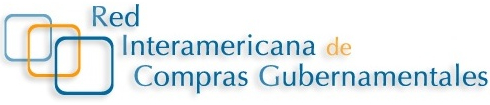 Red
Interamericana de
Compras Gubernamentales